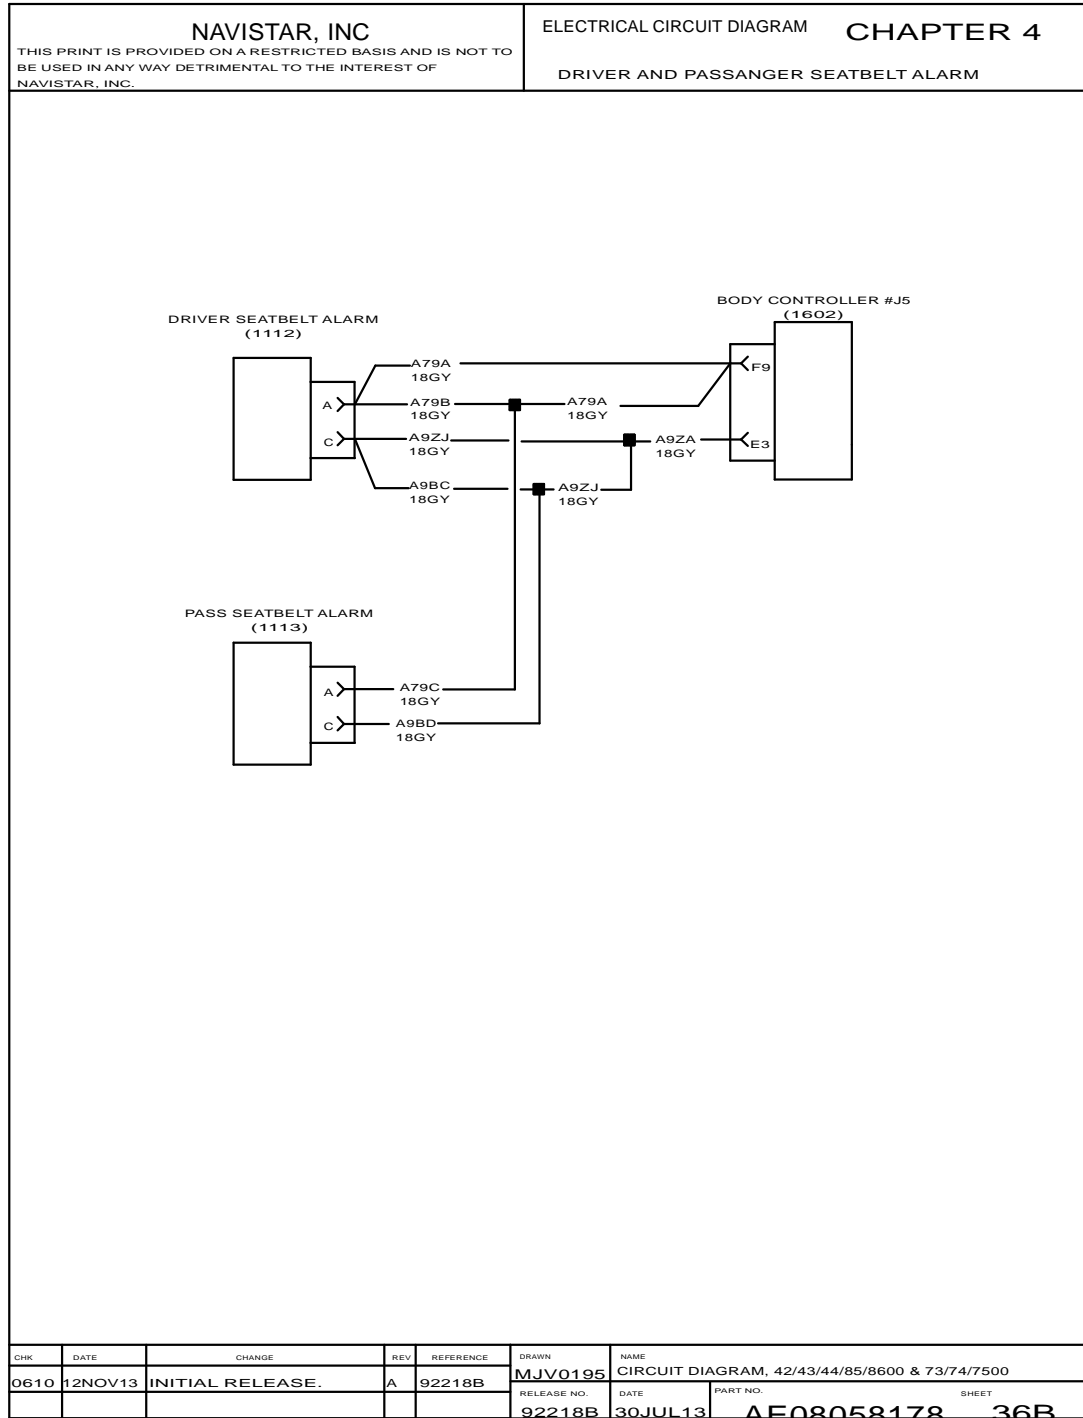 NAVISTAR, INC
THIS PRINT IS PROVIDED ON A RESTRICTED BASIS AND IS NOT TO
BE USED IN ANY WAY DETRIMENTAL TO THE INTEREST OF
NAVISTAR, INC.
ELECTRICAL CIRCUIT DIAGRAM CHAPTER 4
DRIVER AND PASSANGER SEATBELT ALARM
DRIVER SEATBELT ALARM
(1112)
BODY CONTROLLER #J5
(1602)
A79A
18GY
F9
A
A79B
18GY
A79A
18GY
C
A9ZJ
18GY
A9ZA
18GY
E3
A9BC
18GY
A9ZJ
18GY
PASS SEATBELT ALARM
(1113)
A
A79C
18GY
C
A9BD
18GY
CHK DATE CHANGE REV REFERENCE
0610 12NOV13 INITIAL RELEASE. A 92218B
DRAWN
MJV0195
NAME
CIRCUIT DIAGRAM, 42/43/44/85/8600 & 73/74/7500
RELEASE NO.
92218B
DATE
30JUL13
PART NO.
AE08058178
SHEET
36B